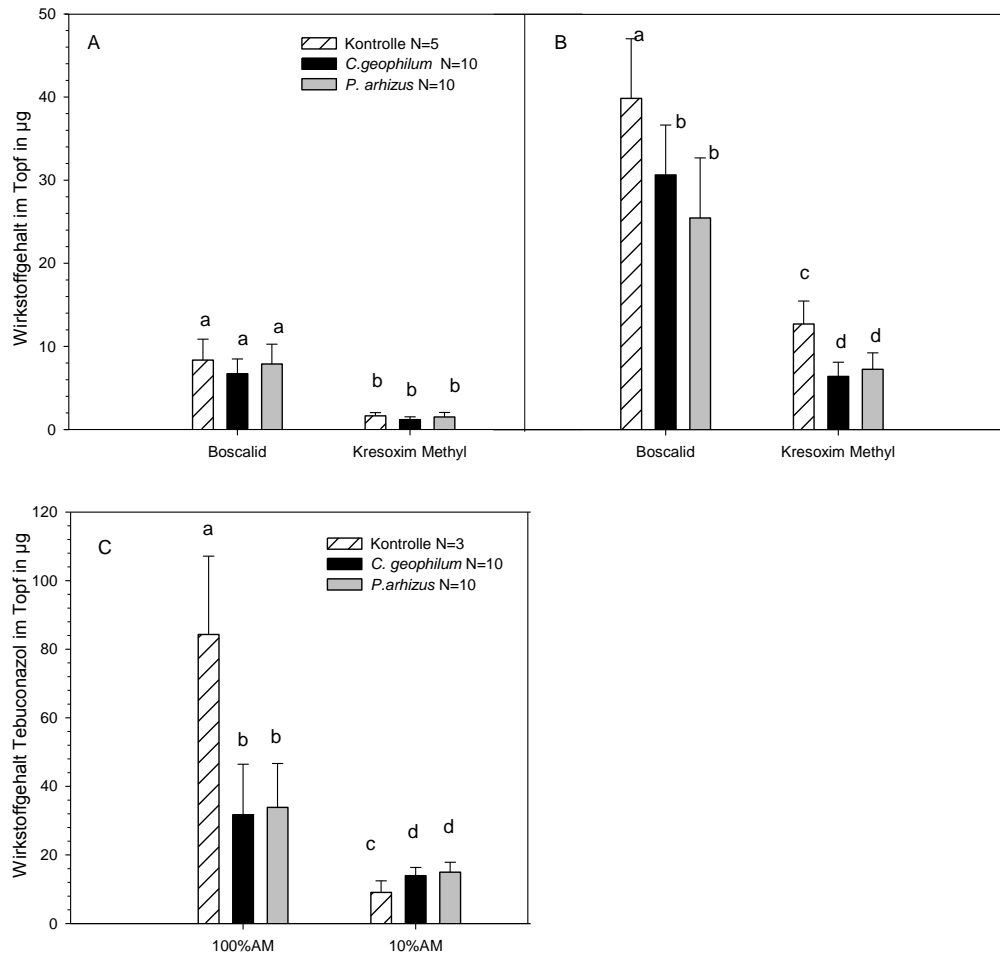 50
40
30
20
10
0
Wirkstoffgehalt im Topf in µg
A
Kontrolle N=5
C.geophilum N=10
P. arhizus N=10
a
a
a
b
b
b
Boscalid
Kresoxim Methyl
B
a
b
b
c
d
d
Boscalid
Kresoxim Methyl
120
100
80
60
40
20
0
Wirkstoffgehalt Tebuconazol im Topf in µg
C
Kontrolle N=3
C. geophilum N=10
P.arhizus N=10
a
b
b
c
d
d
100%AM
10%AM